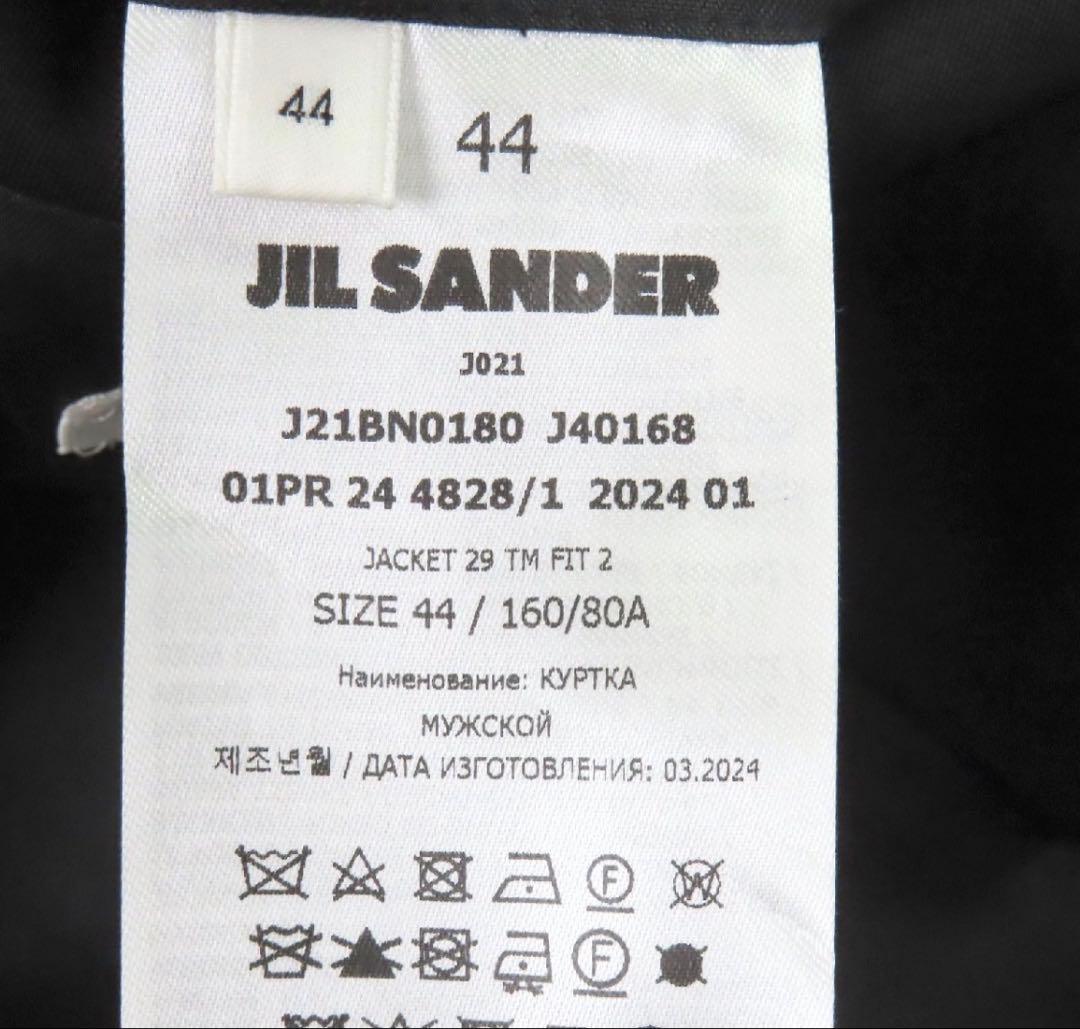 44
44
JIL SANDER
J021
J21BN0180 J40168
01PR 24 4828/1 2024 01
JACKET 29 TM FIT 2
SIZE 44 / 160/80A
Наименование: КУРТКА
МУЖСКОЙ
제조년월 / ДАТА ИЗГОТОВЛЕНИЯ: 03.2024
F W
F